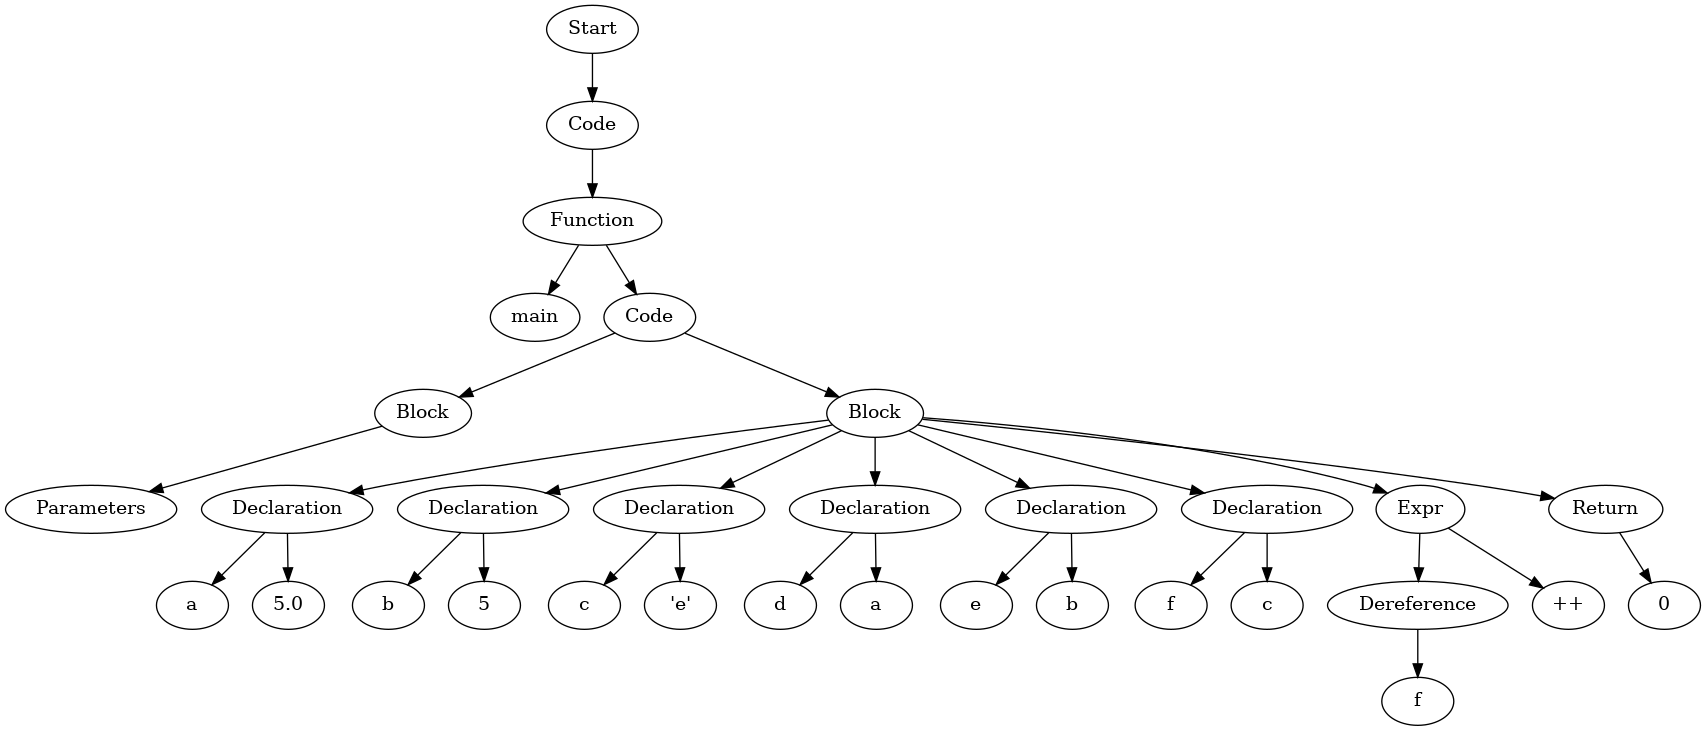 Start
Code
Function
main
Code
Block
Block
Parameters
Declaration
Declaration
Declaration
Declaration
Declaration
Declaration
Expr
Return
a
5.0
b
5
c
'e'
d
a
e
b
f
c
Dereference
++
0
f